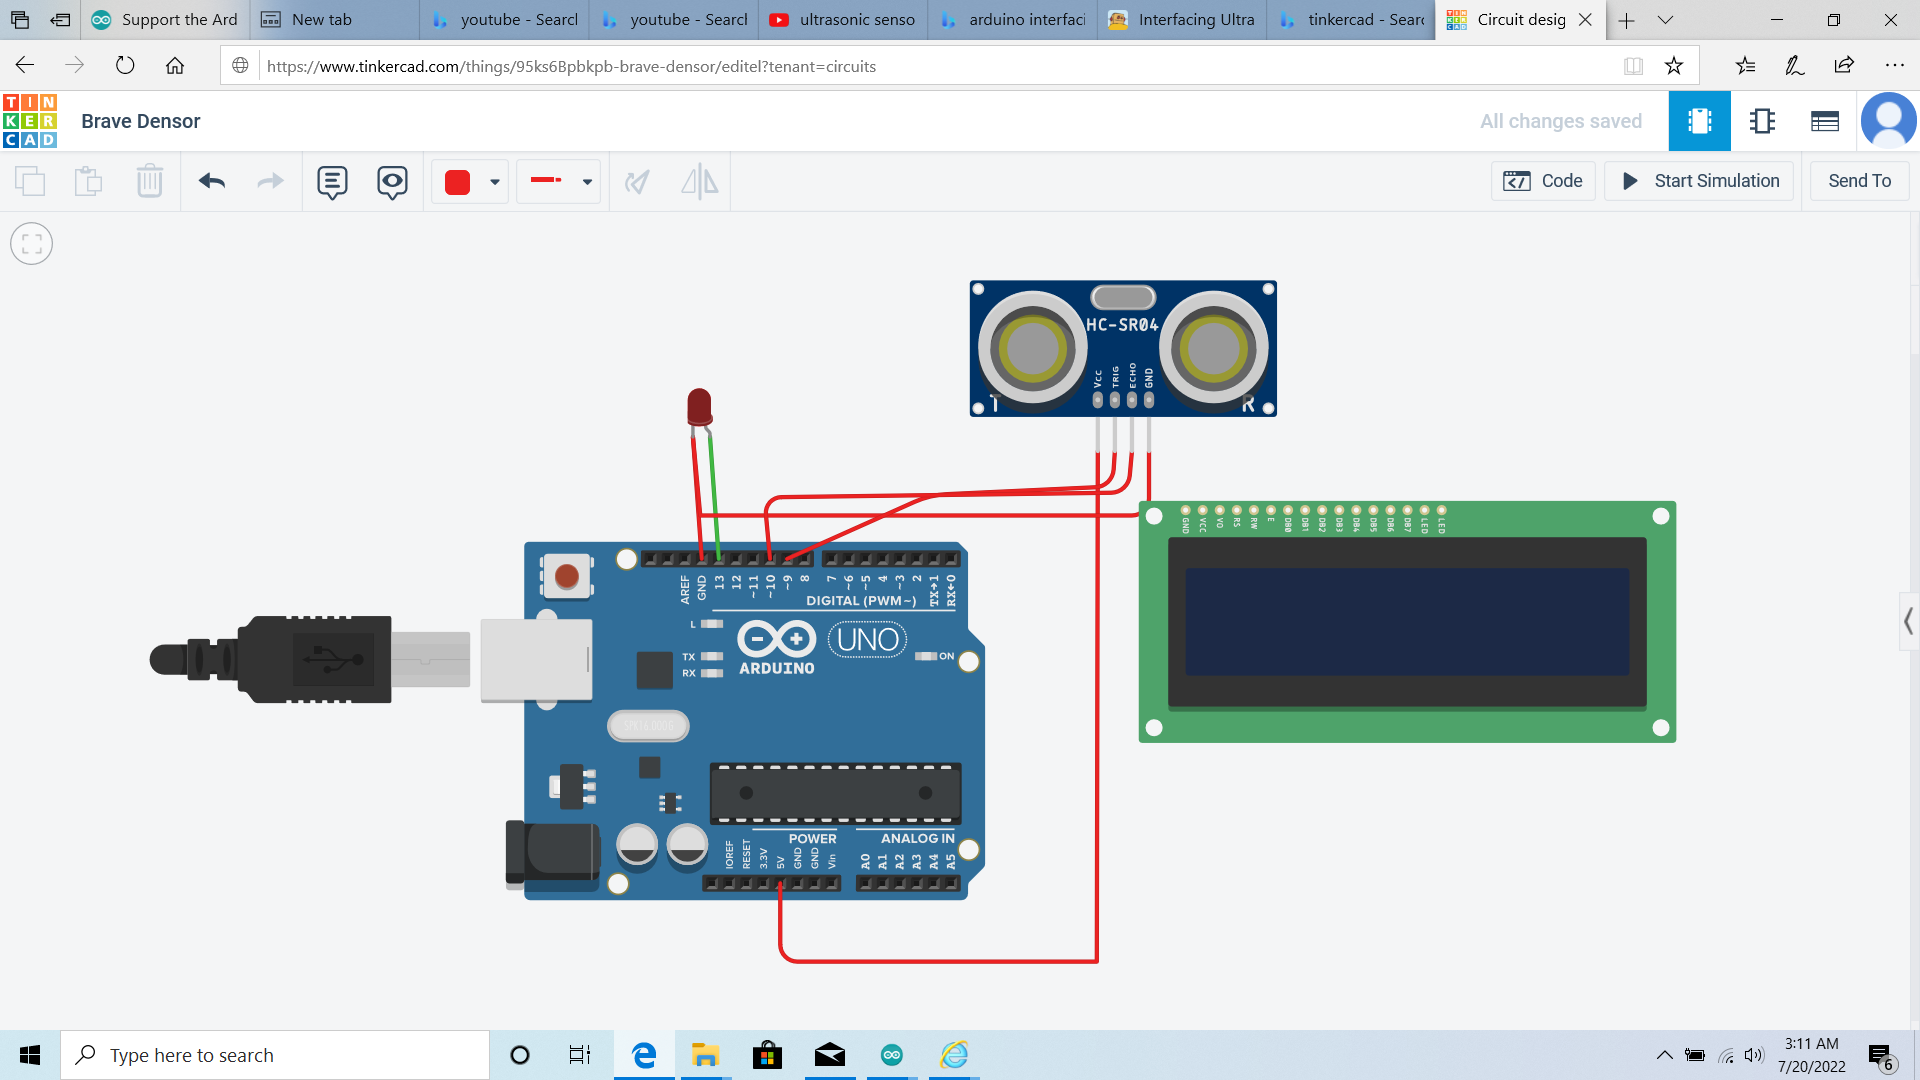 Support the Ard
New tab
youtube - Search
youtube - Search
ultrasonic senso
arduino interfaci
Interfacing Ultra
tinkercad - Sear
Circuit desig
https://www.tinkercad.com/things/95ks6Bpbkpb-brave-densor/editel?tenant=circuits
TIN
KER
CAD
Brave Densor
All changes saved
Code
Start Simulation
Send To
HC-SR04
Vcc
TRIG
ECHO
GND
T
R
GND
VCC
VO
RS
RW
E
DB0
DB1
DB2
DB3
DB4
DB5
DB6
DB7
LED
LED
AREF
GND
13
12
~11
~10
~9
8
7
~6
~5
4
~3
2
TX→1
RX←0
DIGITAL (PWM~)
L
TX
RX
ARDUINO
UNO
ON
POWER
ANALOG IN
IOREF
RESET
3.3V
5V
GND
GND
Vin
A0
A1
A2
A3
A4
A5
Type here to search
3:11 AM
7/20/2022
6